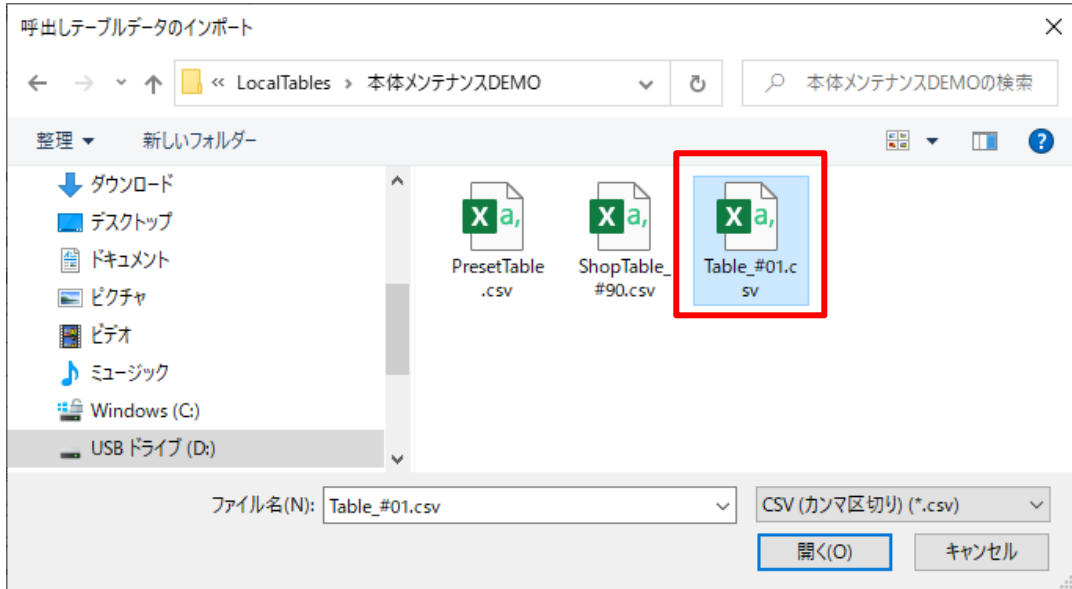 呼出しテーブルデータのインポート
« LocalTables › 本体メンテナンスDEMO
本体メンテナンスDEMOの検索
整理
新しいフォルダー
ダウンロード
デスクトップ
ドキュメント
ピクチャ
ビデオ
ミュージック
Windows (C:)
USB ドライブ (D:)
X a,
PresetTable
.csv
X a,
ShopTable_
#90.csv
X a,
Table_#01.c
sv
ファイル名(N):
Table_#01.csv
CSV (カンマ区切り) (*.csv)
開く(O)
キャンセル